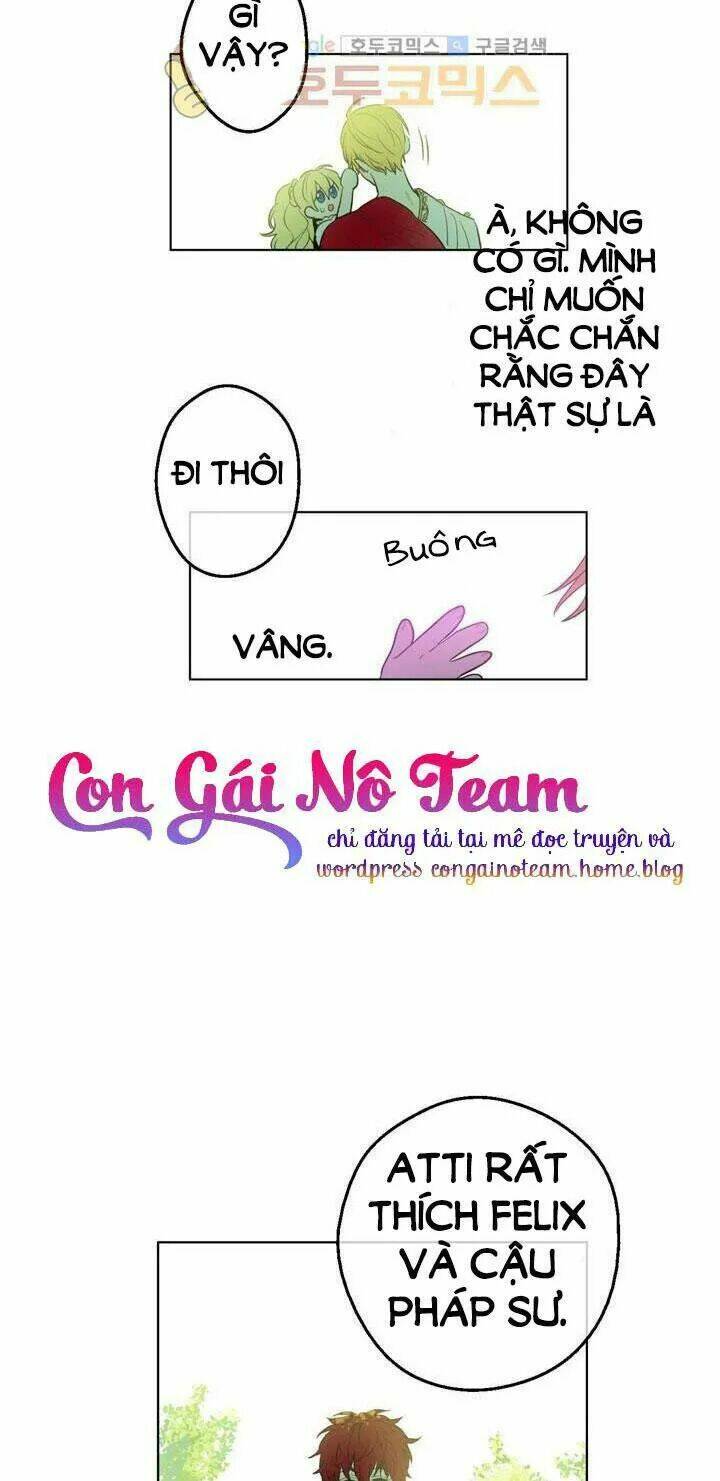 GÌ
VẬY?
gle 호두코믹스 구글검색
호두코믹스
À, KHÔNG
CÓ GÌ. MÌNH
CHỈ MUỐN
CHẮC CHẮN
RẰNG ĐÂY
THẬT SỰ LÀ
ĐI THÔI
Buông
VÂNG.
Con Gái Nô Team
chỉ đăng tải tại mê đọc truyện và
wordpress congainoteam.home.blog
ATTI RẤT
THÍCH FELIX
VÀ CẬU
PHÁP SƯ.